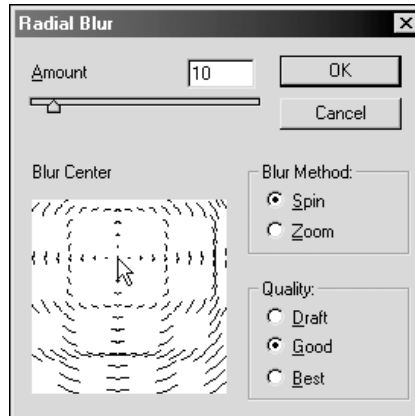 Radial Blur
Amount
10
OK
Cancel
Blur Center
Blur Method:
Spin
Zoom
Quality:
Draft
Good
Best